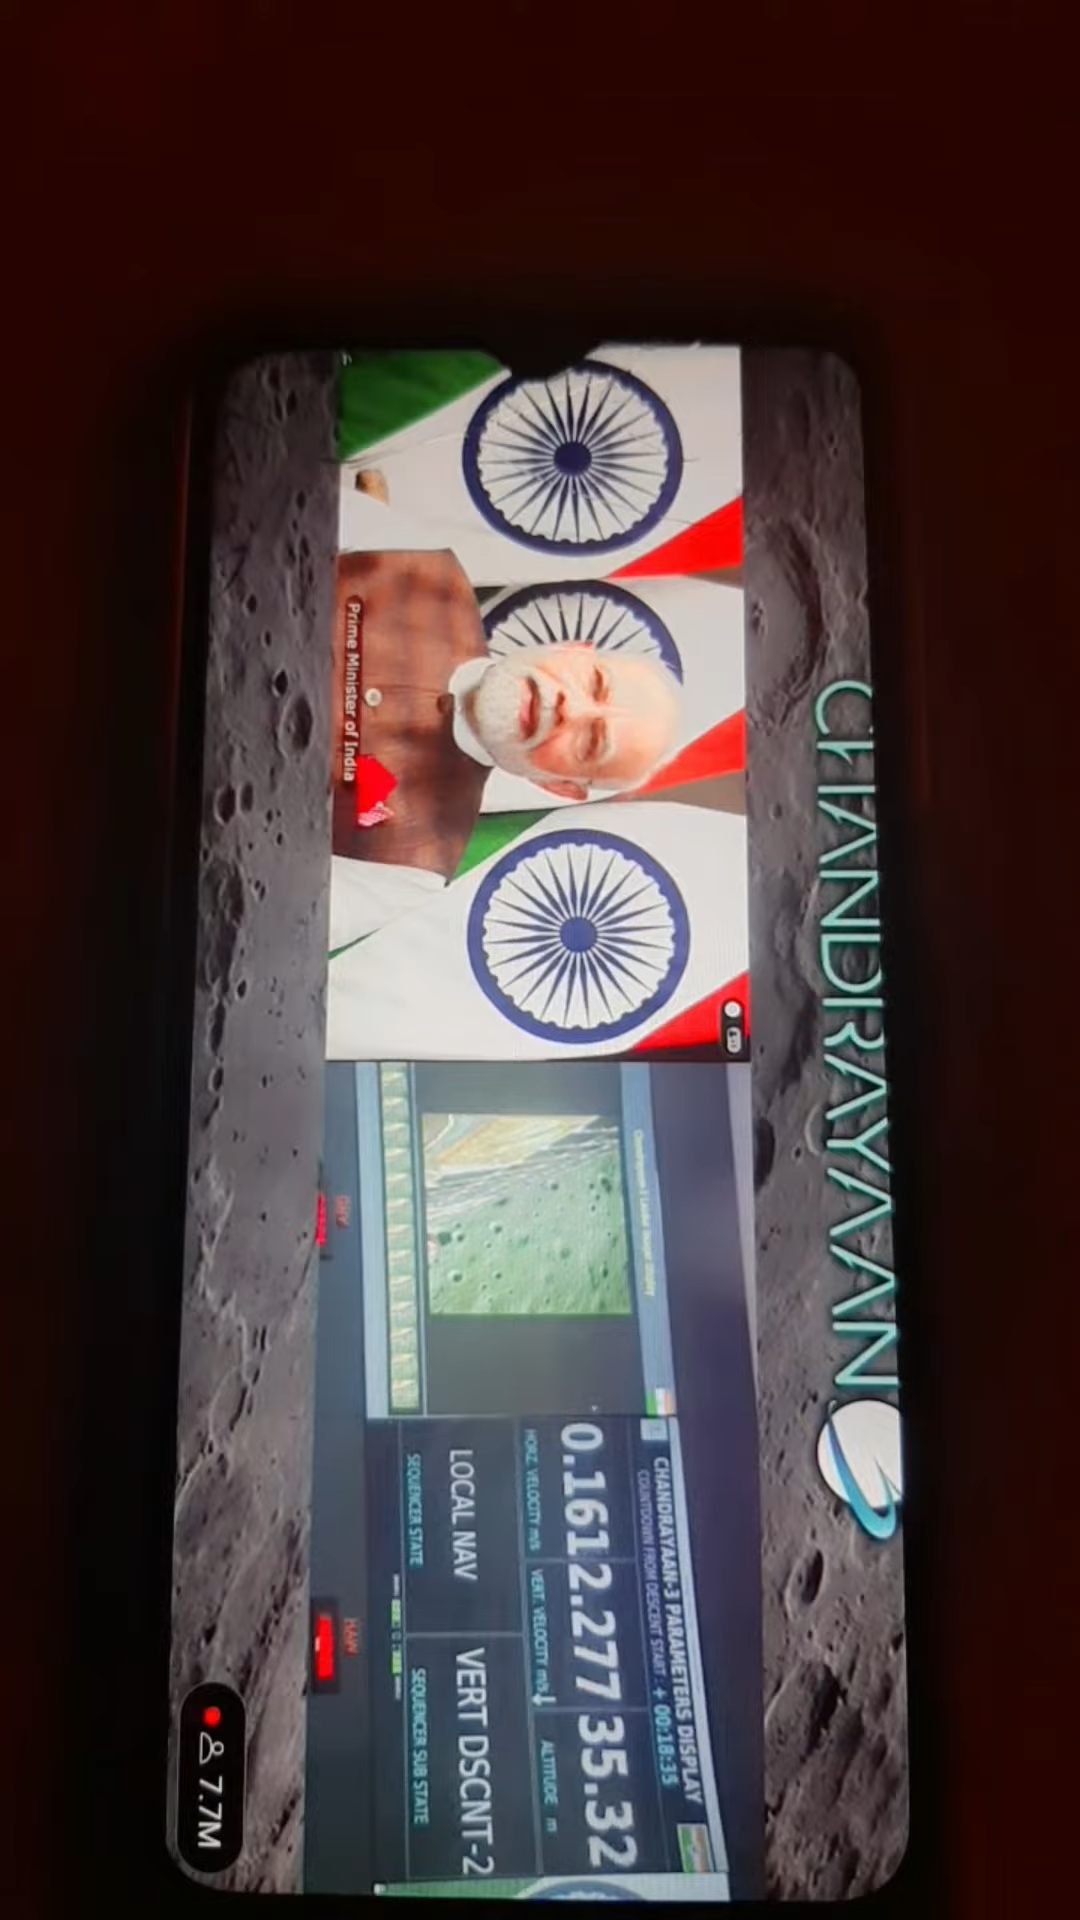 CHANDRAYAAN
Prime Minister of India
CHANDRAYAAN-3 PARAMETERS DISPLAY
COUNTDOWN FROM DESCENT START : + 00:18:35
0.161 2.277 35.32
HORIZ. VELOCITY m/s VERT. VELOCITY m/s ALTITUDE m
LOCAL NAV VERT DSCNT-2
SEQUENCER STATE SEQUENCER SUB STATE
7.7M